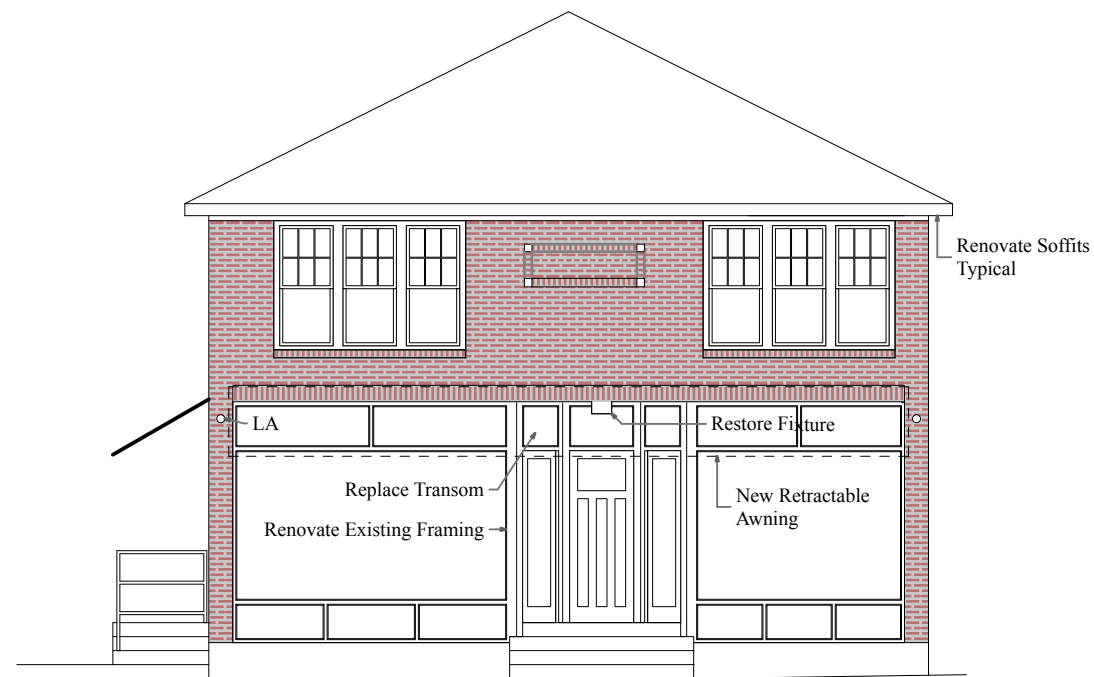 Renovate Soffits
Typical
LA
Restore Fixture
Replace Transom
New Retractable
Awning
Renovate Existing Framing